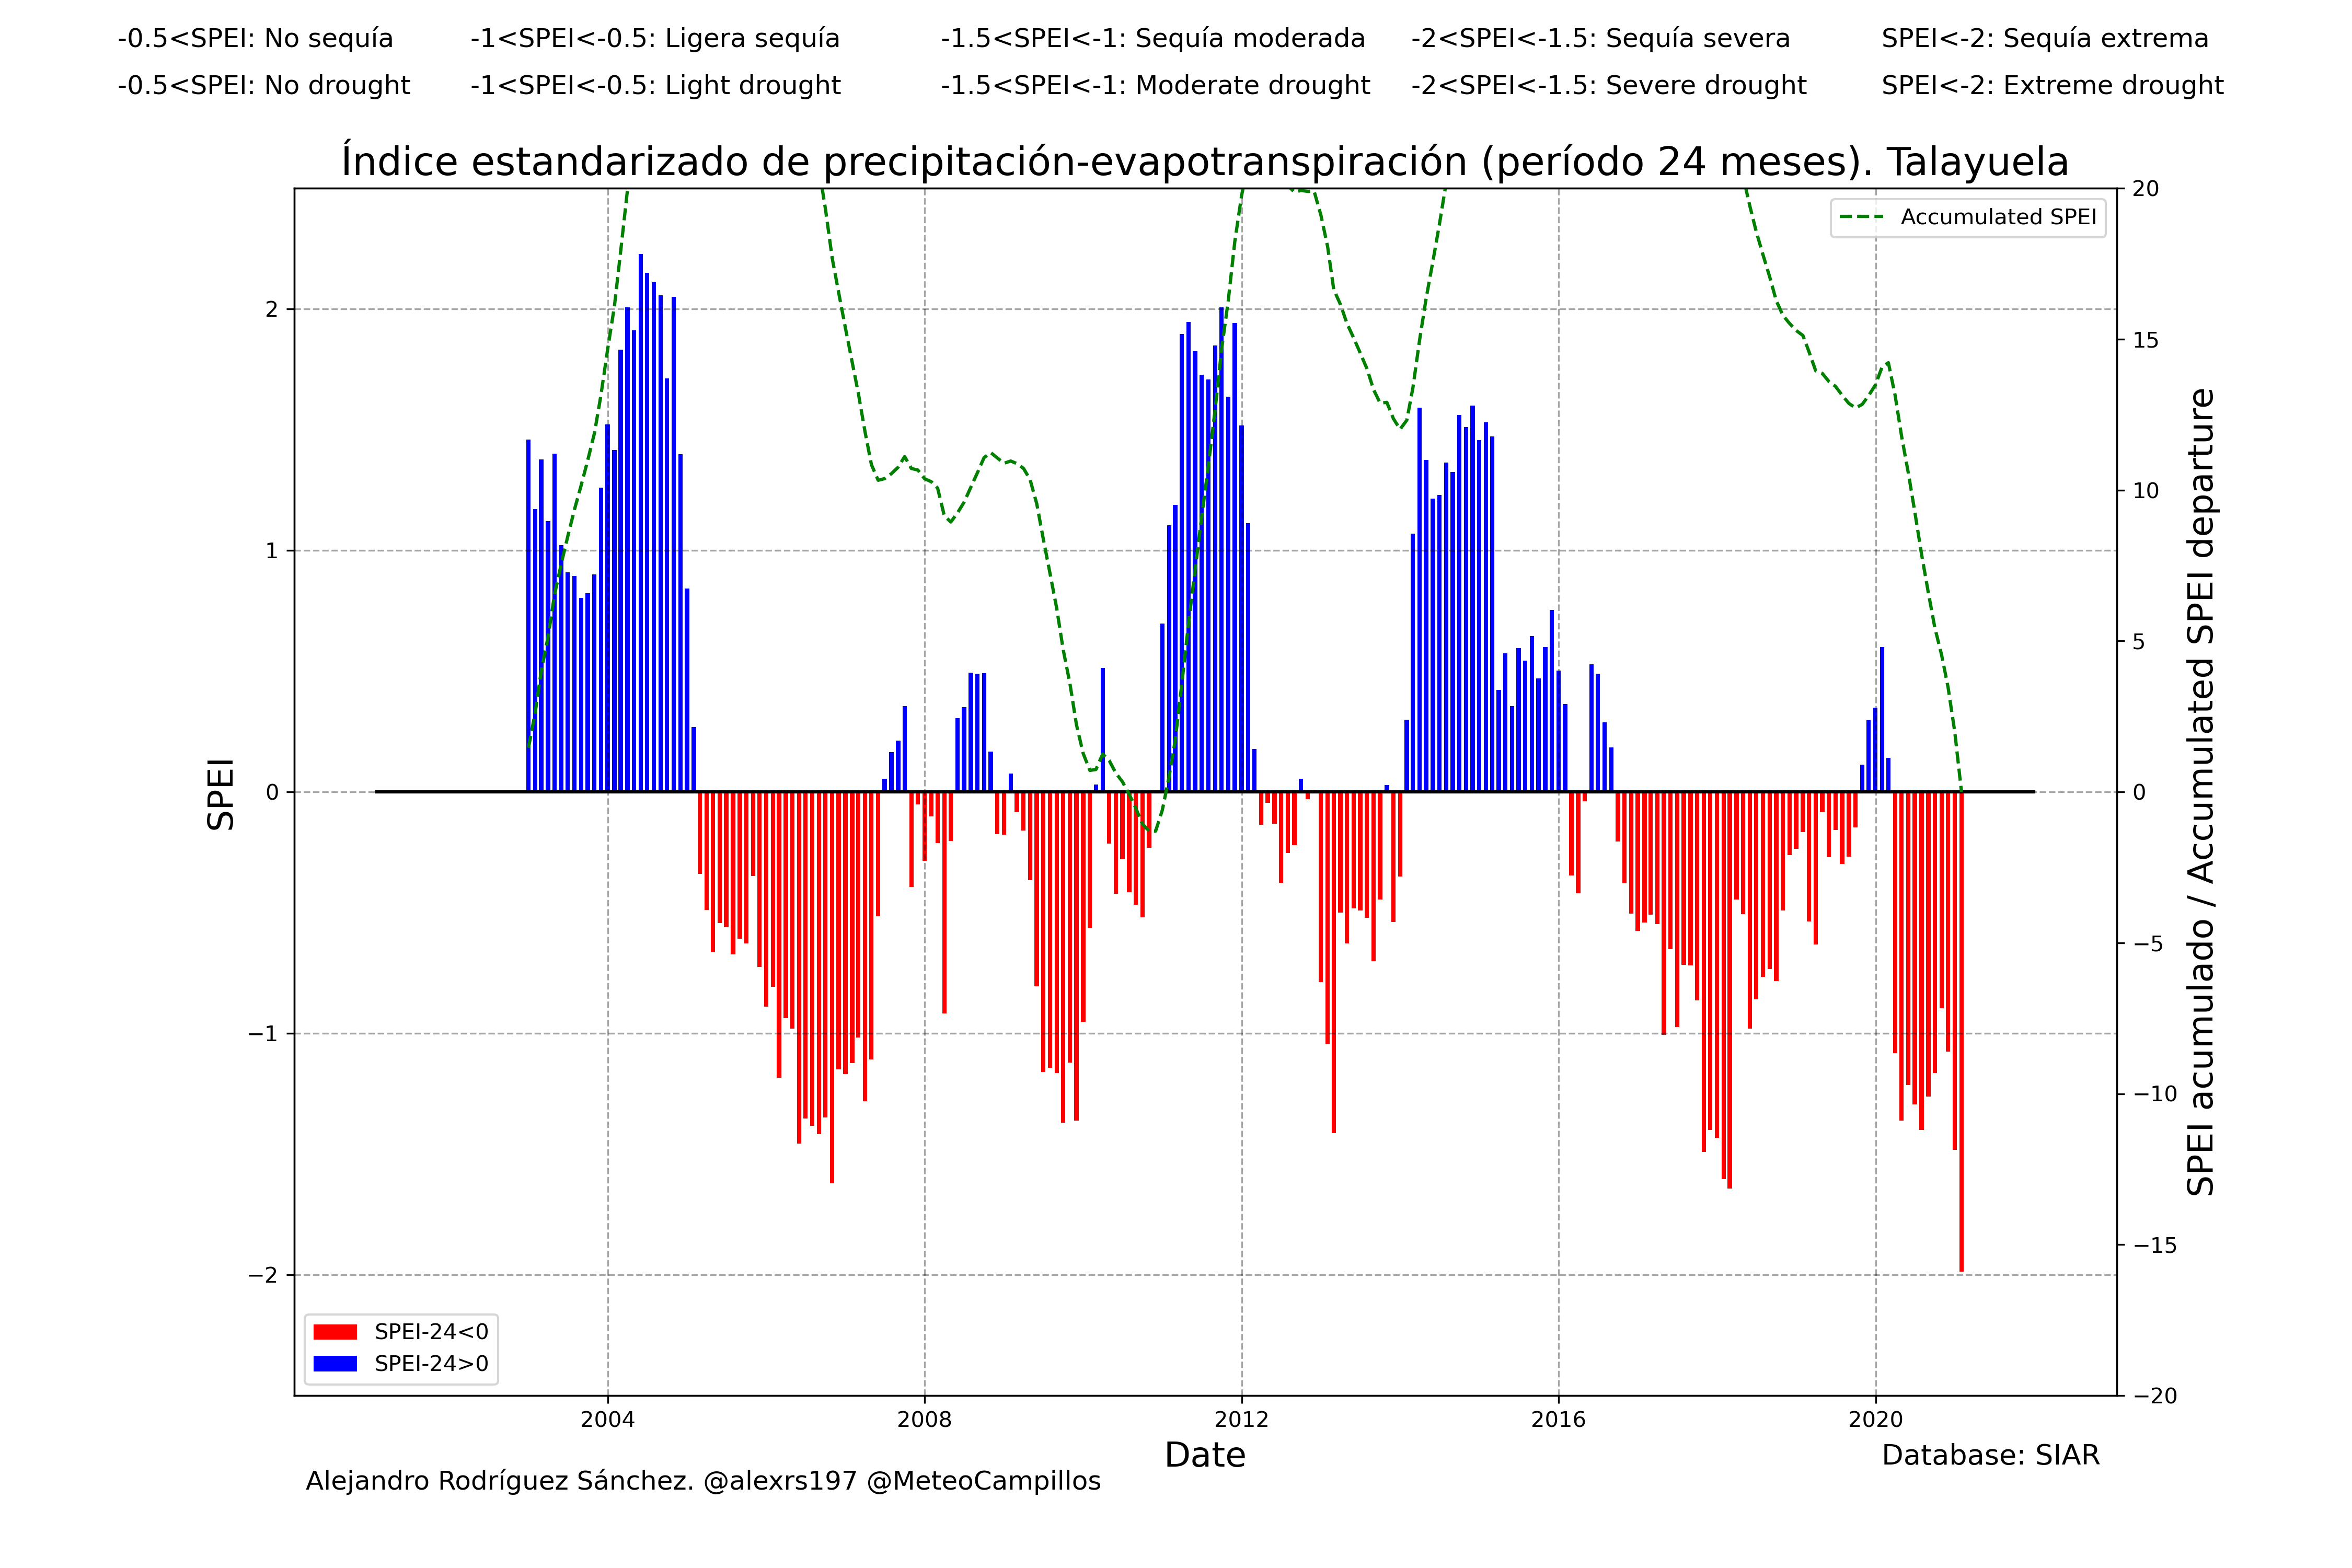 -0.5<SPEI: No sequía -1<SPEI<-0.5: Ligera sequía -1.5<SPEI<-1: Sequía moderada -2<SPEI<-1.5: Sequía severa SPEI<-2: Sequía extrema
-0.5<SPEI: No drought -1<SPEI<-0.5: Light drought -1.5<SPEI<-1: Moderate drought -2<SPEI<-1.5: Severe drought SPEI<-2: Extreme drought
Índice estandarizado de precipitación-evapotranspiración (período 24 meses). Talayuela
Accumulated SPEI
SPEI
2
1
0
−1
−2
20
15
10
5
0
−5
−10
−15
−20
SPEI acumulado / Accumulated SPEI departure
SPEI-24<0
SPEI-24>0
2004 2008 2012 2016 2020
Date
Database: SIAR
Alejandro Rodríguez Sánchez. @alexrs197 @MeteoCampillos